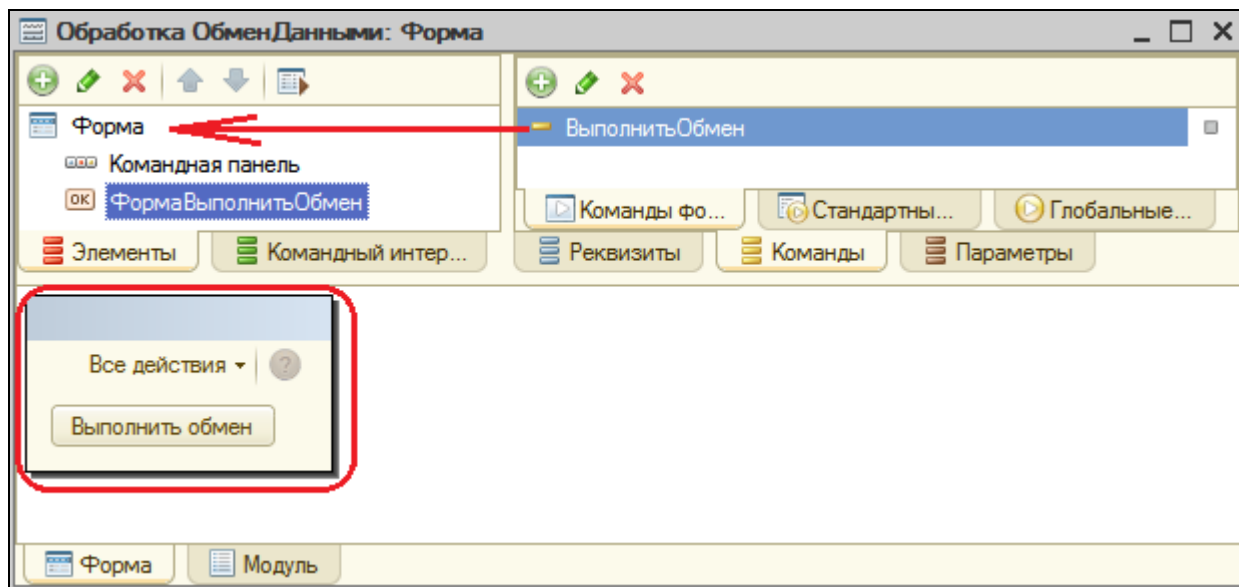 Обработка ОбменДанными: Форма
Форма
Командная панель
OK ФормаВыполнитьОбмен
Элементы
Командный интер...
ВыполнитьОбмен
Команды фо...
Стандартны...
Глобальные...
Реквизиты
Команды
Параметры
Все действия
?
Выполнить обмен
Форма
Модуль